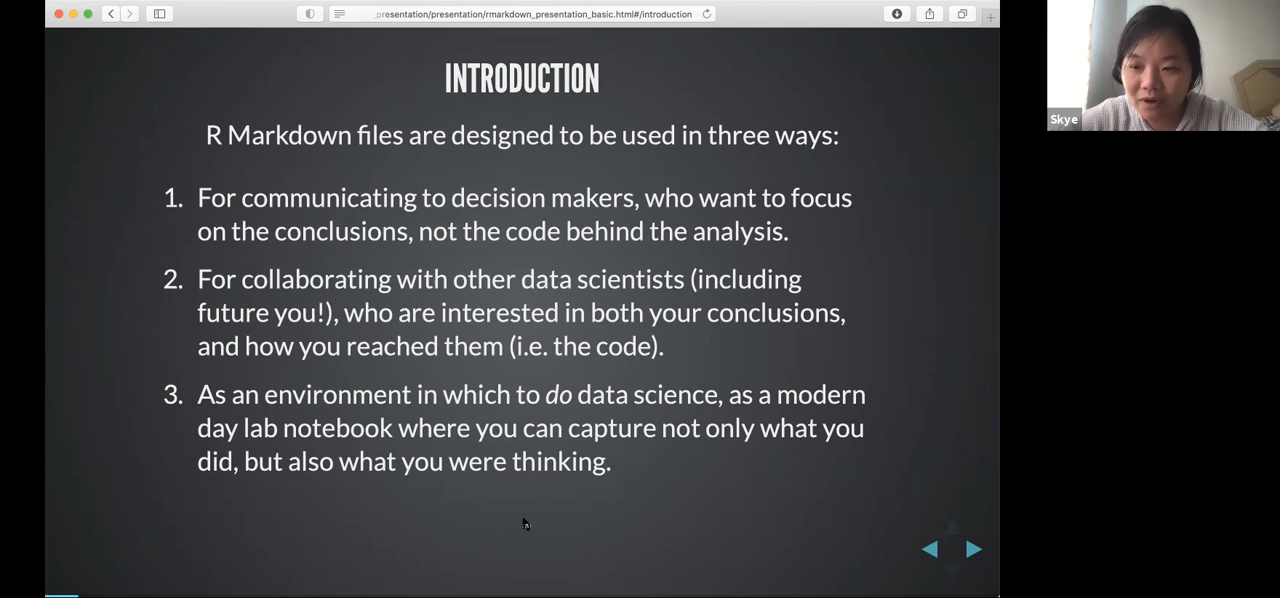 _presentation/presentation/rmarkdown_presentation_basic.html#/introduction
INTRODUCTION
R Markdown files are designed to be used in three ways:
1. For communicating to decision makers, who want to focus
on the conclusions, not the code behind the analysis.
2. For collaborating with other data scientists (including
future you!), who are interested in both your conclusions,
and how you reached them (i.e. the code).
3. As an environment in which to do data science, as a modern
day lab notebook where you can capture not only what you
did, but also what you were thinking.
Skye